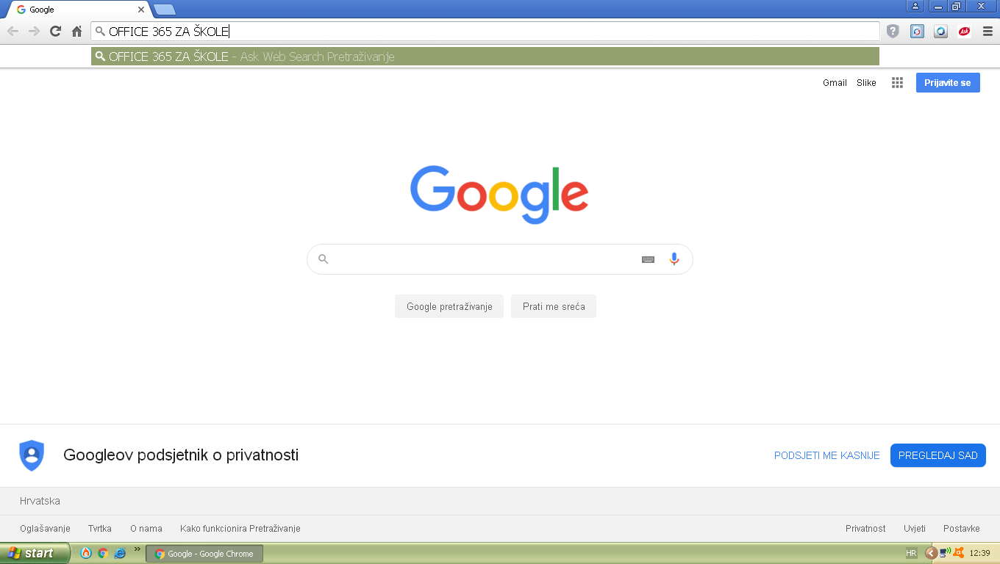 Google
OFFICE 365 ZA ŠKOLE
OFFICE 365 ZA ŠKOLE - Ask Web Search Pretraživanje
Ask
Gmail Slike Prijavite se
Google
Google pretraživanje Prati me sreća
Googleov podsjetnik o privatnosti PODSJETI ME KASNIJE PREGLEDAJ SAD
Hrvatska
Oglašavanje Tvrtka O nama Kako funkcionira Pretraživanje Privatnost Uvjeti Postavke
start Google - Google Chrome HR 12:39